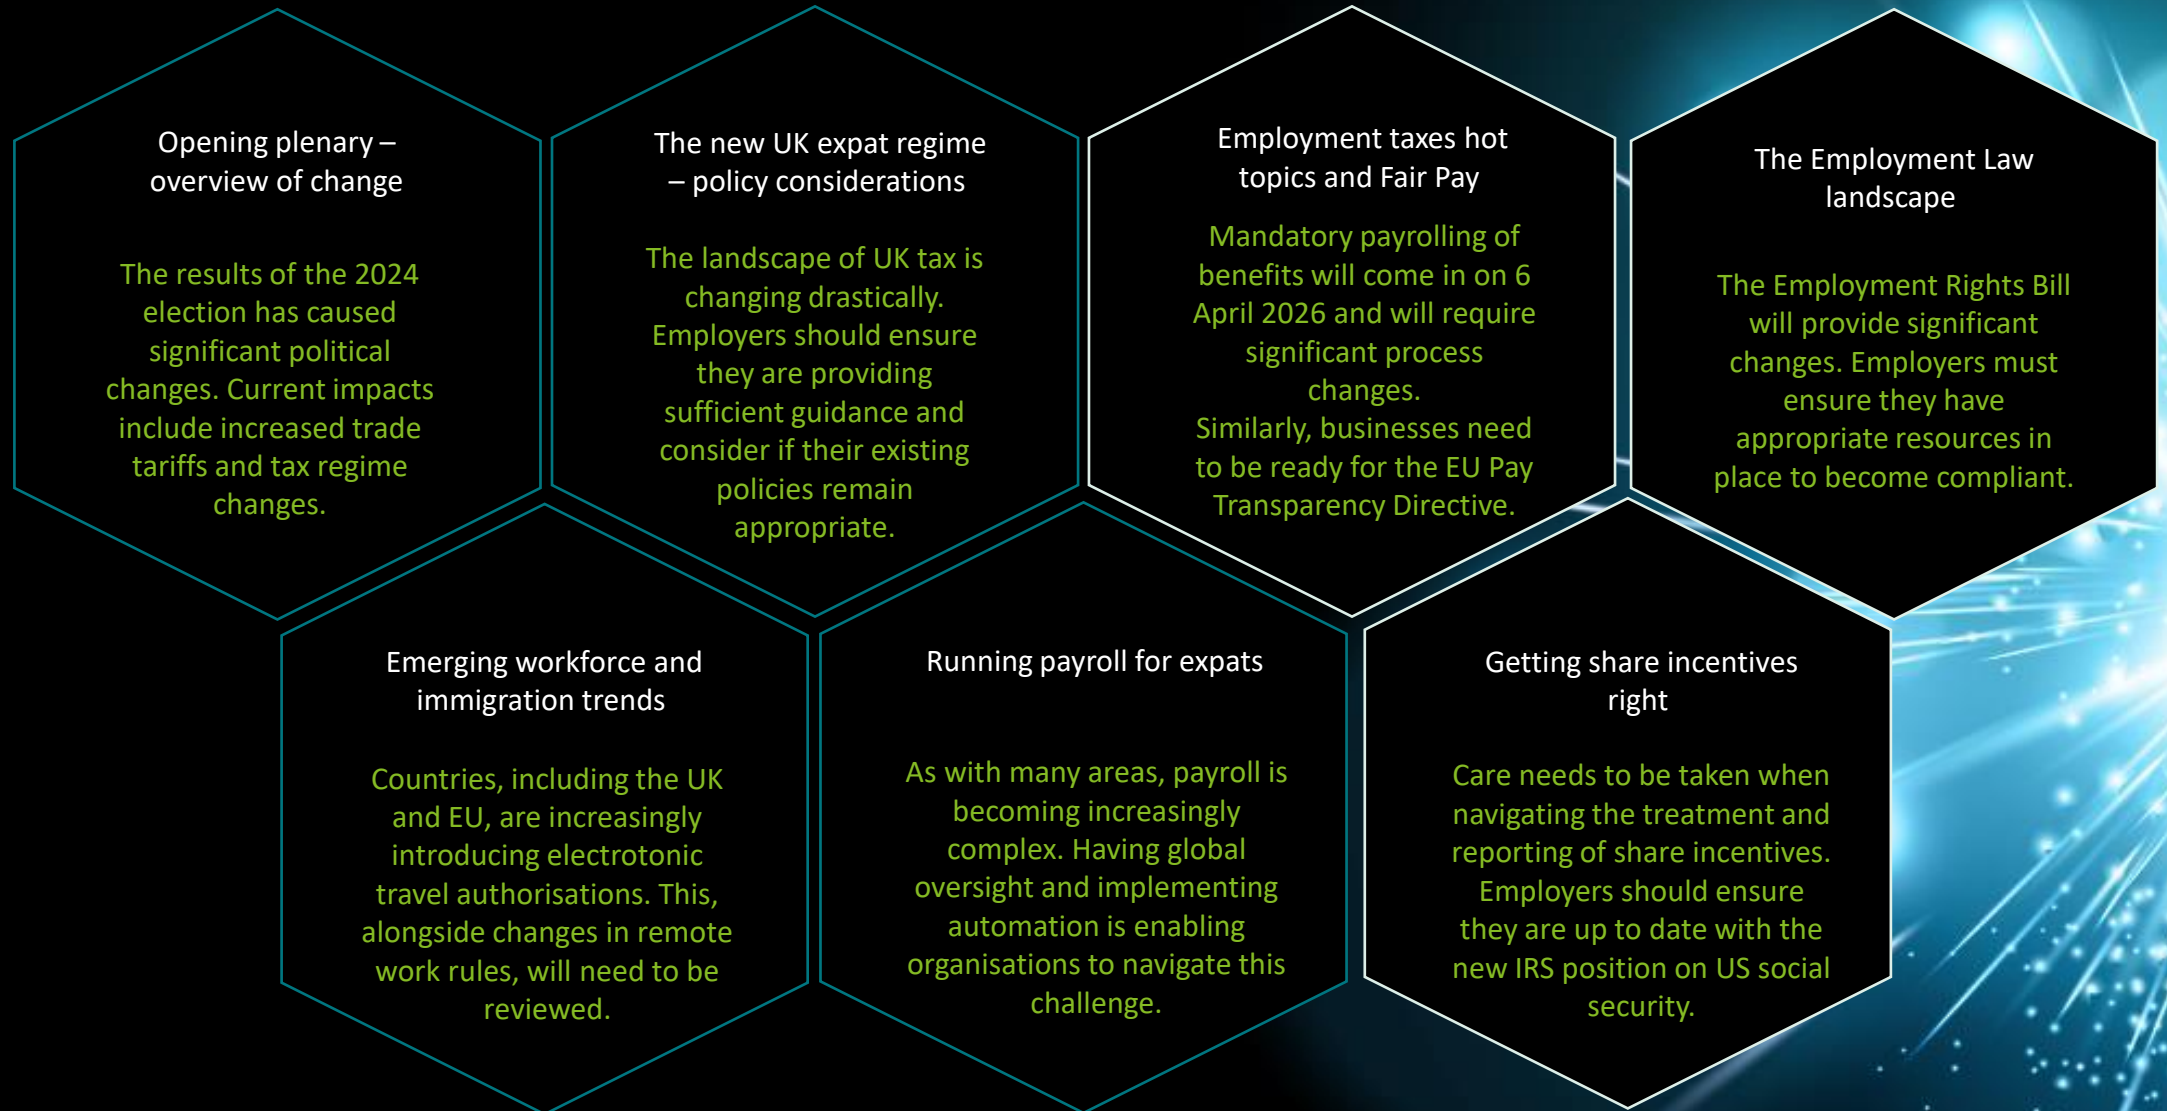 Opening plenary –
overview of change
The results of the 2024
election has caused
significant political
changes. Current impacts
include increased trade
tariffs and tax regime
changes.
The new UK expat regime
– policy considerations
The landscape of UK tax is
changing drastically.
Employers should ensure
they are providing
sufficient guidance and
consider if their existing
policies remain
appropriate.
Employment taxes hot
topics and Fair Pay
Mandatory payrolling of
benefits will come in on 6
April 2026 and will require
significant process
changes.
Similarly, businesses need
to be ready for the EU Pay
Transparency Directive.
The Employment Law
landscape
The Employment Rights Bill
will provide significant
changes. Employers must
ensure they have
appropriate resources in
place to become compliant.
Emerging workforce and
immigration trends
Countries, including the UK
and EU, are increasingly
introducing electrotonic
travel authorisations. This,
alongside changes in remote
work rules, will need to be
reviewed.
Running payroll for expats
As with many areas, payroll is
becoming increasingly
complex. Having global
oversight and implementing
automation is enabling
organisations to navigate this
challenge.
Getting share incentives
right
Care needs to be taken when
navigating the treatment and
reporting of share incentives.
Employers should ensure
they are up to date with the
new IRS position on US social
security.